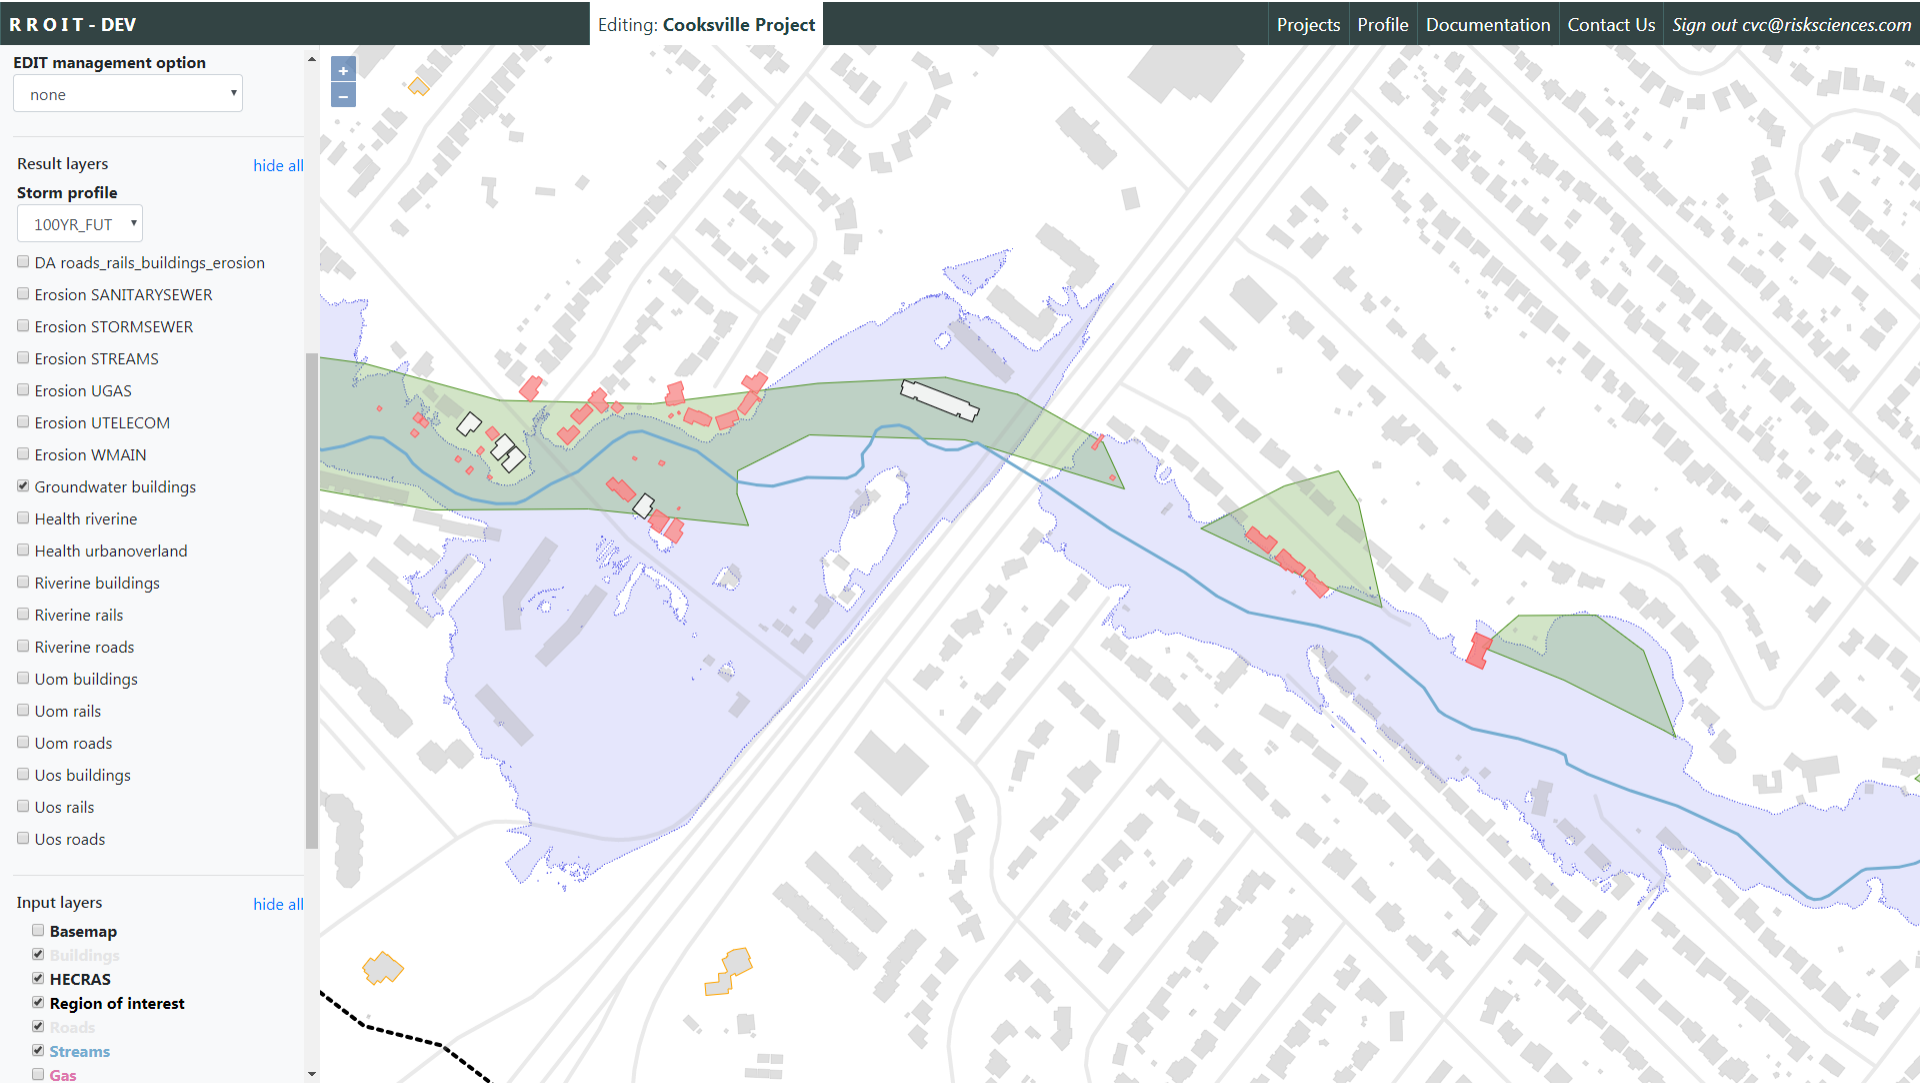 R R O I T - DEV
Editing: Cooksville Project
Projects
Profile
Documentation
Contact Us
Sign out cvc@risksciences.com
EDIT management option
none
Result layers
hide all
Storm profile
100YR_FUT
DA roads_rails_buildings_erosion
Erosion SANITARYSEWER
Erosion STORMSEWER
Erosion STREAMS
Erosion UGAS
Erosion UTELECOM
Erosion WMAIN
Groundwater buildings
Health riverine
Health urbanoverland
Riverine buildings
Riverine rails
Riverine roads
Uom buildings
Uom rails
Uom roads
Uos buildings
Uos rails
Uos roads
Input layers
hide all
Basemap
Buildings
HECRAS
Region of interest
Roads
Streams
Gas
+
−